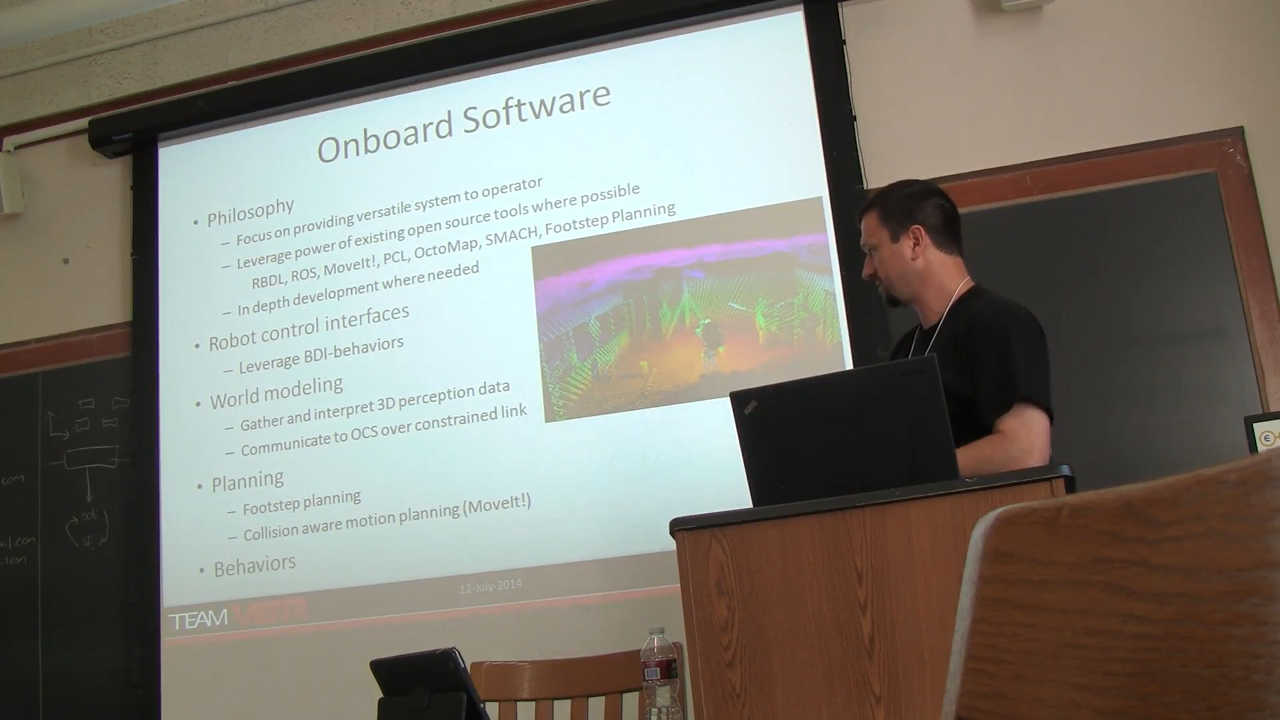 Onboard Software
• Philosophy
– Focus on providing versatile system to operator
– Leverage power of existing open source tools where possible
RBDL, ROS, MoveIt!, PCL, OctoMap, SMACH, Footstep Planning
– In depth development where needed
• Robot control interfaces
– Leverage BDI-behaviors
• World modeling
– Gather and interpret 3D perception data
– Communicate to OCS over constrained link
• Planning
– Footstep planning
– Collision aware motion planning (MoveIt!)
• Behaviors
12-July-2014
TEAM